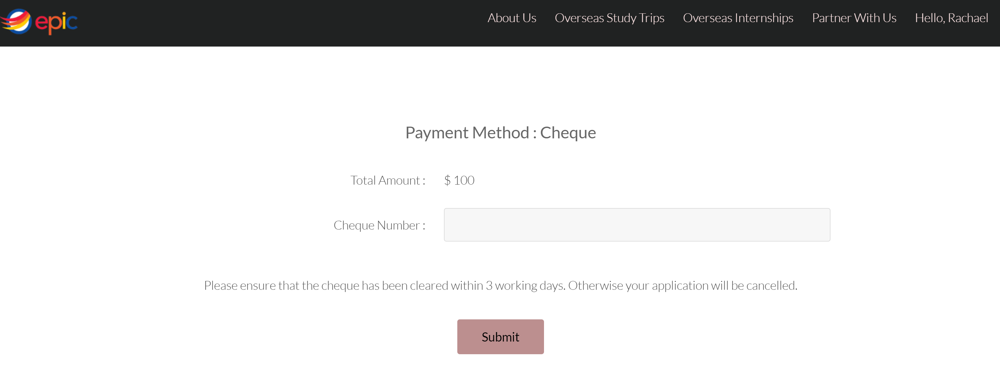 epic
About Us Overseas Study Trips Overseas Internships Partner With Us Hello, Rachael
Payment Method : Cheque
Total Amount : $ 100
Cheque Number :
Please ensure that the cheque has been cleared within 3 working days. Otherwise your application will be cancelled.
Submit